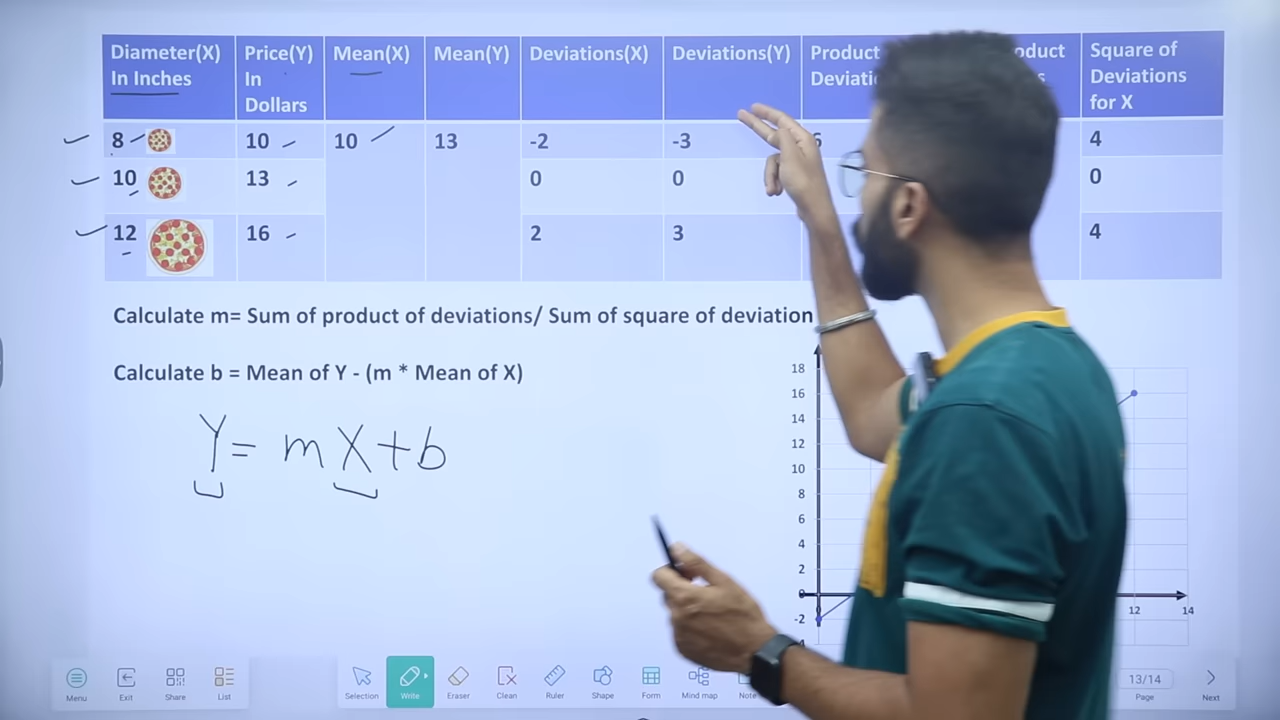 Diameter(X) In Inches | Price(Y) In Dollars | Mean(X) | Mean(Y) | Deviations(X) | Deviations(Y) | Product | Square of Deviations for X
8 | 10 | 10 | 13 | -2 | -3 | 6 | 4
10 | 13 | 0 | 0 | 0
12 | 16 | 2 | 3 | 4
Calculate m= Sum of product of deviations/ Sum of square of deviation
Calculate b = Mean of Y - (m * Mean of X)
Y = mX+b
18
16
14
12
10
8
6
4
2
0
-2
12 14
Menu Exit Share List Selection Write Eraser Clean Ruler Shape Form Mind map 13/14 Page Next